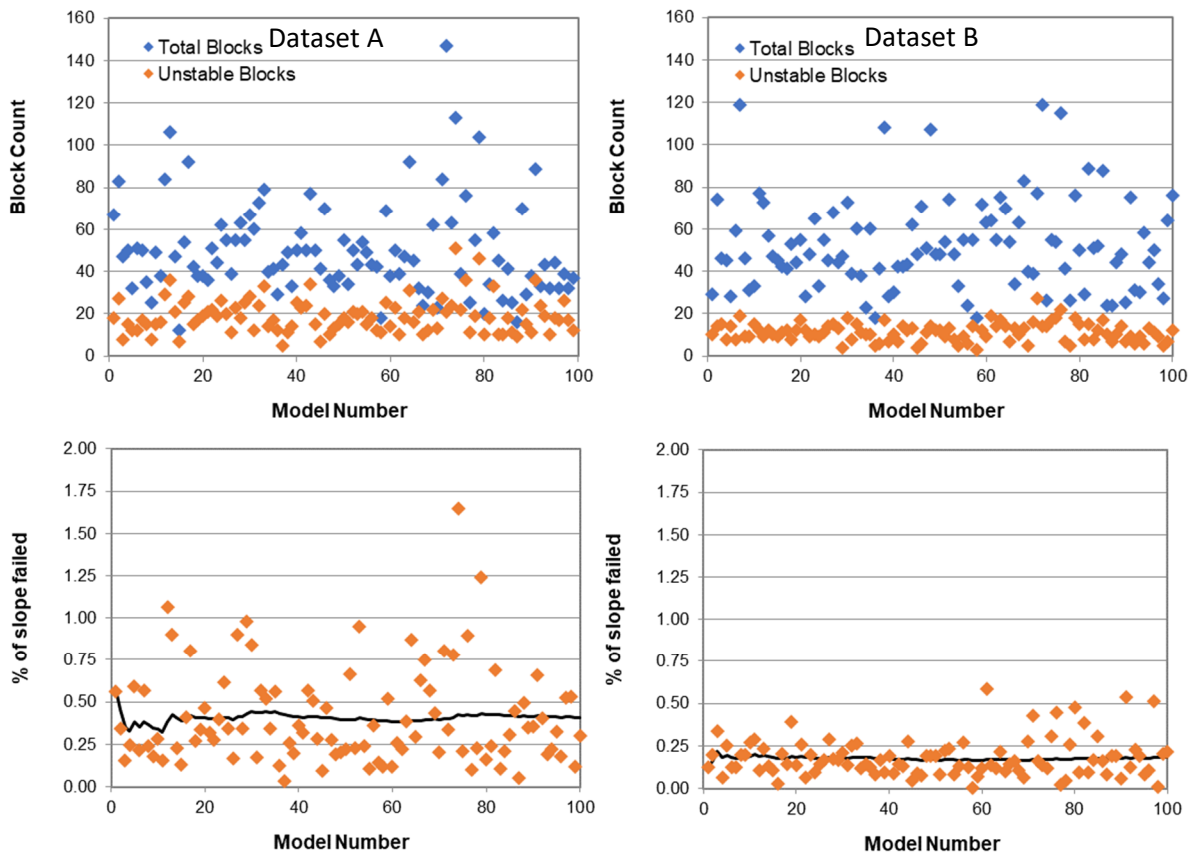 160
140
120
100
80
60
40
20
0
Block Count
Dataset A
Total Blocks
Unstable Blocks
0 20 40 60 80 100
Model Number
160
140
120
100
80
60
40
20
0
Block Count
Dataset B
Total Blocks
Unstable Blocks
0 20 40 60 80 100
Model Number
2.00
1.75
1.50
1.25
1.00
0.75
0.50
0.25
0.00
% of slope failed
0 20 40 60 80 100
Model Number
2.00
1.75
1.50
1.25
1.00
0.75
0.50
0.25
0.00
% of slope failed
0 20 40 60 80 100
Model Number